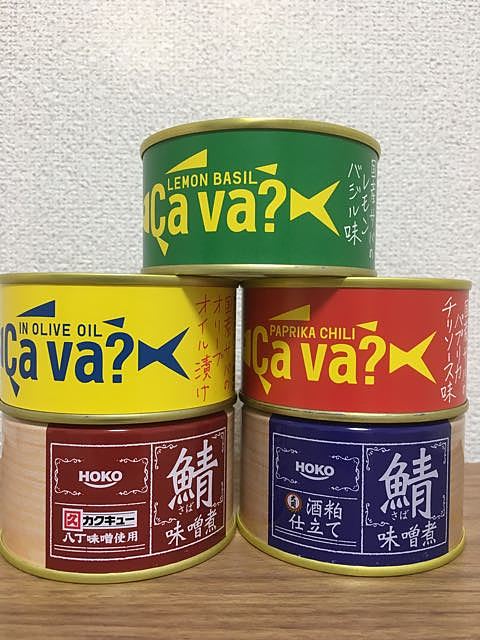 LEMON BASIL
Ça va?
国産サバの
レモン
バジル味
IN OLIVE OIL
Ça va?
国産サバの
オリーブ
オイル漬け
PAPRIKA CHILI
Ça va?
国産サバの
パプリカ
チリソース味
HOKO
カクキュー
八丁味噌使用
鯖
さば
味噌煮
HOKO
酒粕
仕立て
鯖
さば
味噌煮